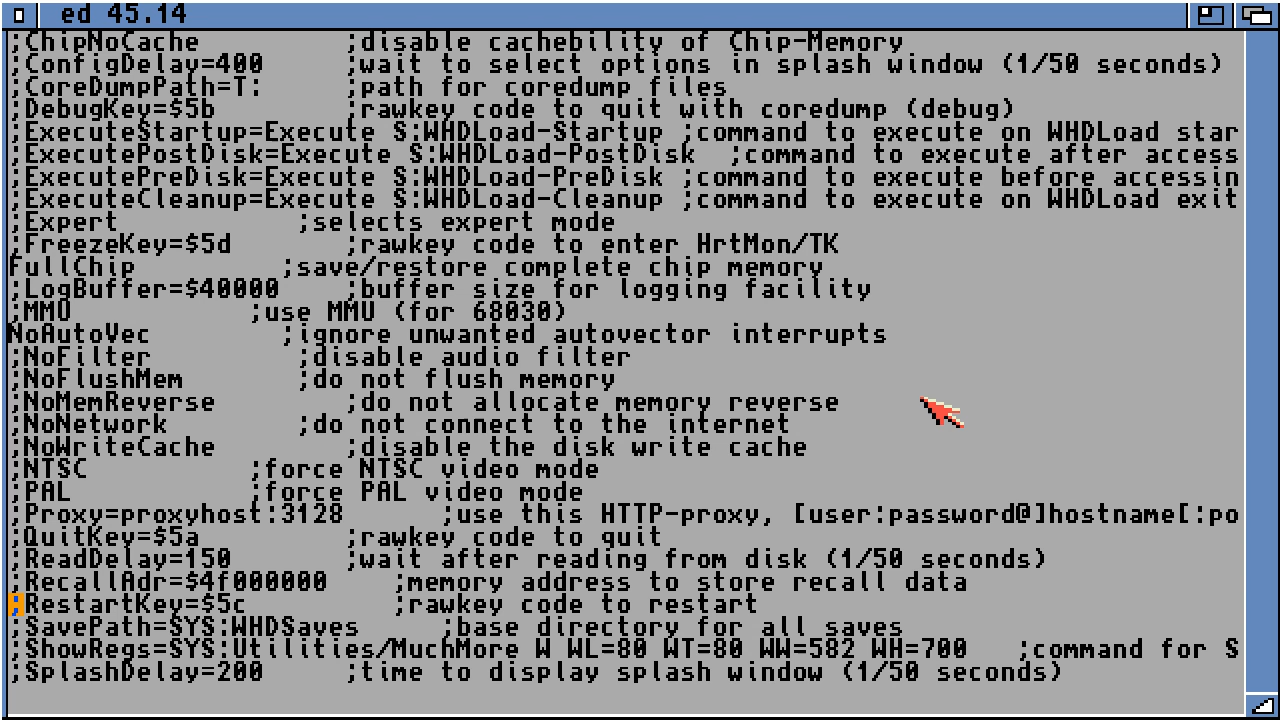 ed 45.14
;ChipNoCache ;disable cachebility of Chip-Memory
;ConfigDelay=400 ;wait to select options in splash window (1/50 seconds)
;CoreDumpPath=T: ;path for coredump files
;DebugKey=$5b ;rawkey code to quit with coredump (debug)
;ExecuteStartup=Execute S:WHDLoad-Startup ;command to execute on WHDLoad star
;ExecutePostDisk=Execute S:WHDLoad-PostDisk ;command to execute after access
;ExecutePreDisk=Execute S:WHDLoad-PreDisk ;command to execute before accessin
;ExecuteCleanup=Execute S:WHDLoad-Cleanup ;command to execute on WHDLoad exit
;Expert ;selects expert mode
;FreezeKey=$5d ;rawkey code to enter HrtMon/TK
FullChip ;save/restore complete chip memory
;LogBuffer=$40000 ;buffer size for logging facility
;MMU ;use MMU (for 68030)
NoAutoVec ;ignore unwanted autovector interrupts
;NoFilter ;disable audio filter
;NoFlushMem ;do not flush memory
;NoMemReverse ;do not allocate memory reverse
;NoNetwork ;do not connect to the internet
;NoWriteCache ;disable the disk write cache
;NTSC ;force NTSC video mode
;PAL ;force PAL video mode
;Proxy=proxyhost:3128 ;use this HTTP-proxy, [user:password@]hostname[:po
;QuitKey=$5a ;rawkey code to quit
;ReadDelay=150 ;wait after reading from disk (1/50 seconds)
;RecallAdr=$4f000000 ;memory address to store recall data
;RestartKey=$5c ;rawkey code to restart
;SavePath=SYS:WHDSaves ;base directory for all saves
;ShowRegs=SYS:Utilities/MuchMore W WL=80 WT=80 WW=582 WH=700 ;command for S
;SplashDelay=200 ;time to display splash window (1/50 seconds)